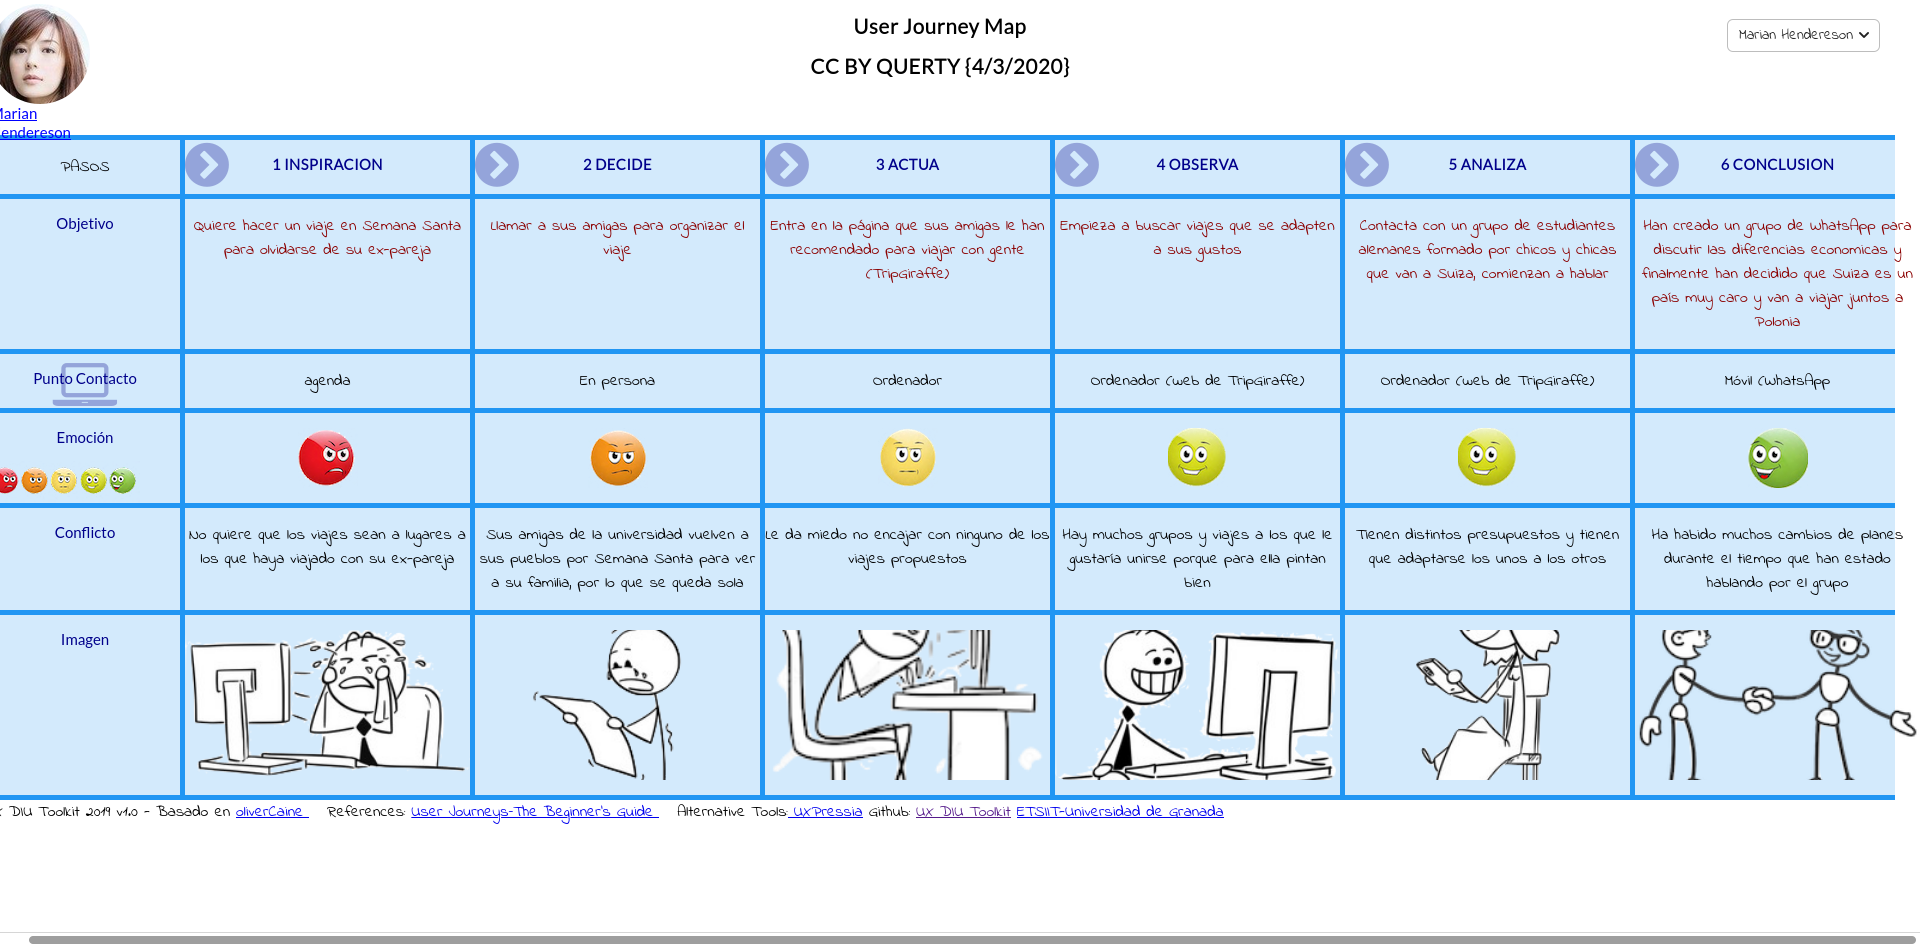 User Journey Map
Marian Hendereson
CC BY QUERTY {4/3/2020}
Marian
Hendereson
PASOS
1 INSPIRACION
2 DECIDE
3 ACTUA
4 OBSERVA
5 ANALIZA
6 CONCLUSION
Objetivo
Quiere hacer un viaje en Semana Santa
para olvidarse de su ex-pareja
Llamar a sus amigas para organizar el
viaje
Entra en la página que sus amigas le han
recomendado para viajar con gente
(TripGiraffe)
Empieza a buscar viajes que se adapten
a sus gustos
Contacta con un grupo de estudiantes
alemanes formado por chicos y chicas
que van a Suiza, comienzan a hablar
Han creado un grupo de WhatsApp para
discutir las diferencias economicas y
finalmente han decidido que Suiza es un
país muy caro y van a viajar juntos a
Polonia
Punto Contacto
agenda
En persona
Ordenador
Ordenador (web de TripGiraffe)
Ordenador (web de TripGiraffe)
Móvil (WhatsApp
Emoción
Conflicto
No quiere que los viajes sean a lugares a
los que haya viajado con su ex-pareja
Sus amigas de la universidad vuelven a
sus pueblos por Semana Santa para ver
a su familia, por lo que se queda sola
Le da miedo no encajar con ninguno de los
viajes propuestos
Hay muchos grupos y viajes a los que le
gustaría unirse porque para ella pintan
bien
Tienen distintos presupuestos y tienen
que adaptarse los unos a los otros
Ha habido muchos cambios de planes
durante el tiempo que han estado
hablando por el grupo
Imagen
DIU Toolkit 2019 v1.0 - Basado en oliverCaine References: User Journeys-The Beginner's Guide Alternative Tools: UXPressia Github: UX DIU Toolkit ETSIIT-Universidad de Granada